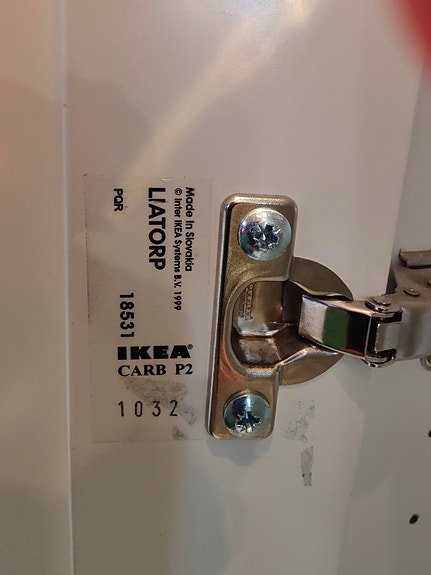 Made In Slovakia
© Inter IKEA Systems B.V. 1999
LIATORP
PQR
18531
IKEA®
CARB P2
1032